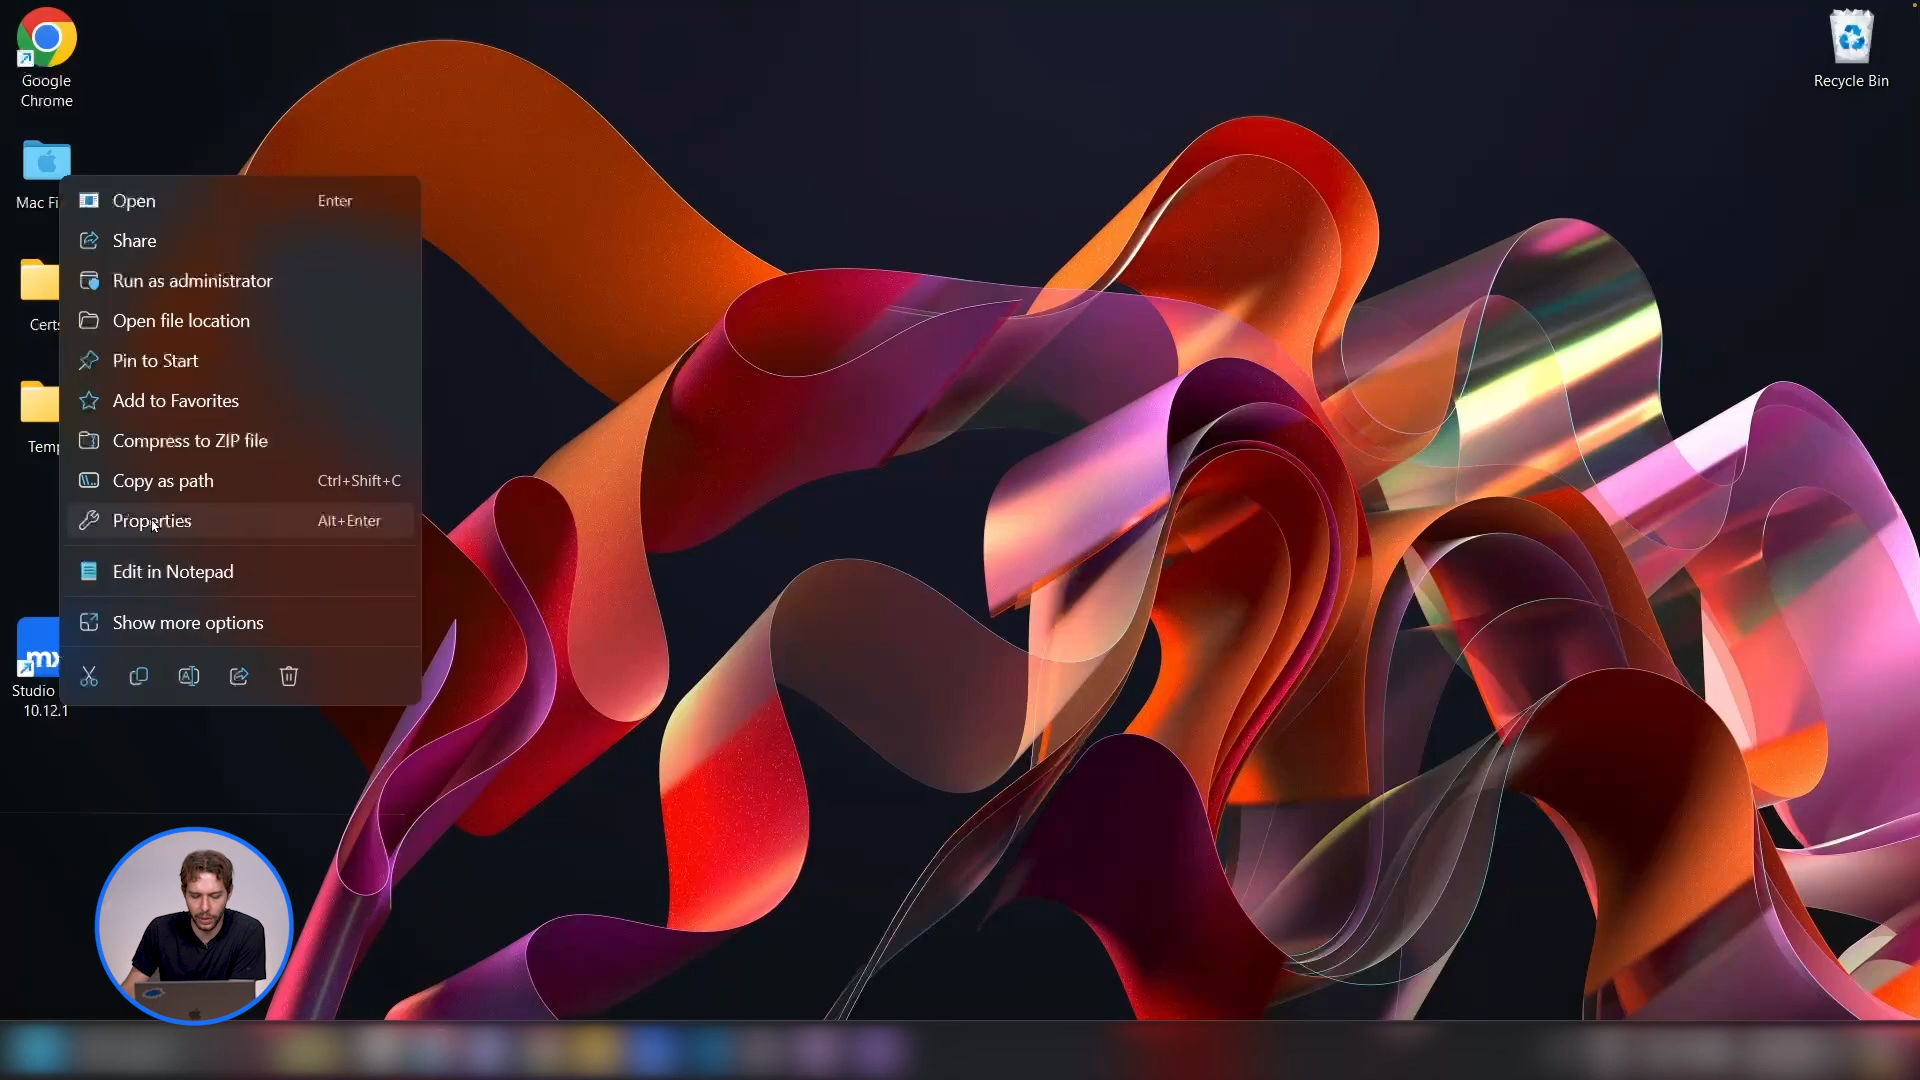 Google
Chrome
Recycle Bin
Mac Fi
Certs
Temp
mx
Studio
10.12.1
Open Enter
Share
Run as administrator
Open file location
Pin to Start
Add to Favorites
Compress to ZIP file
Copy as path Ctrl+Shift+C
Properties Alt+Enter
Edit in Notepad
Show more options